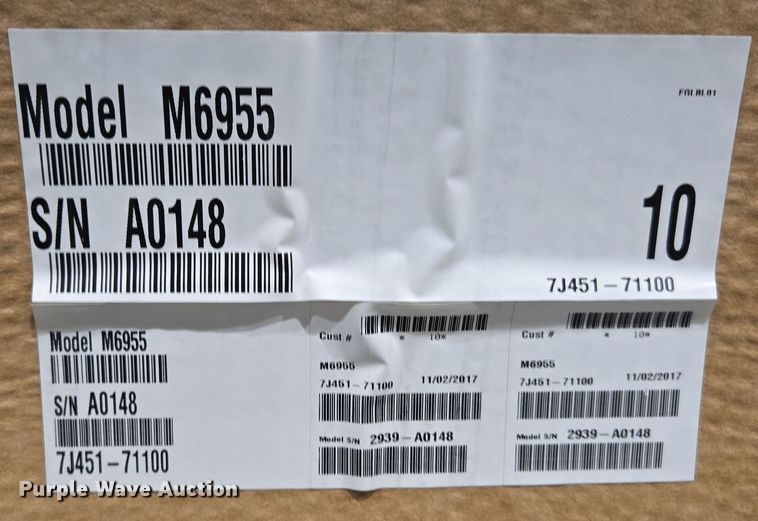 FGLBL01
Model M6955
S/N A0148
10
7J451-71100
Model M6955
S/N A0148
7J451-71100
Cust #
* 10*
M6955
7J451-71100 11/02/2017
Model S/N 2939-A0148
Cust #
* 10*
M6955
7J451-71100 11/02/2017
Model S/N 2939-A0148
Purple Wave Auction